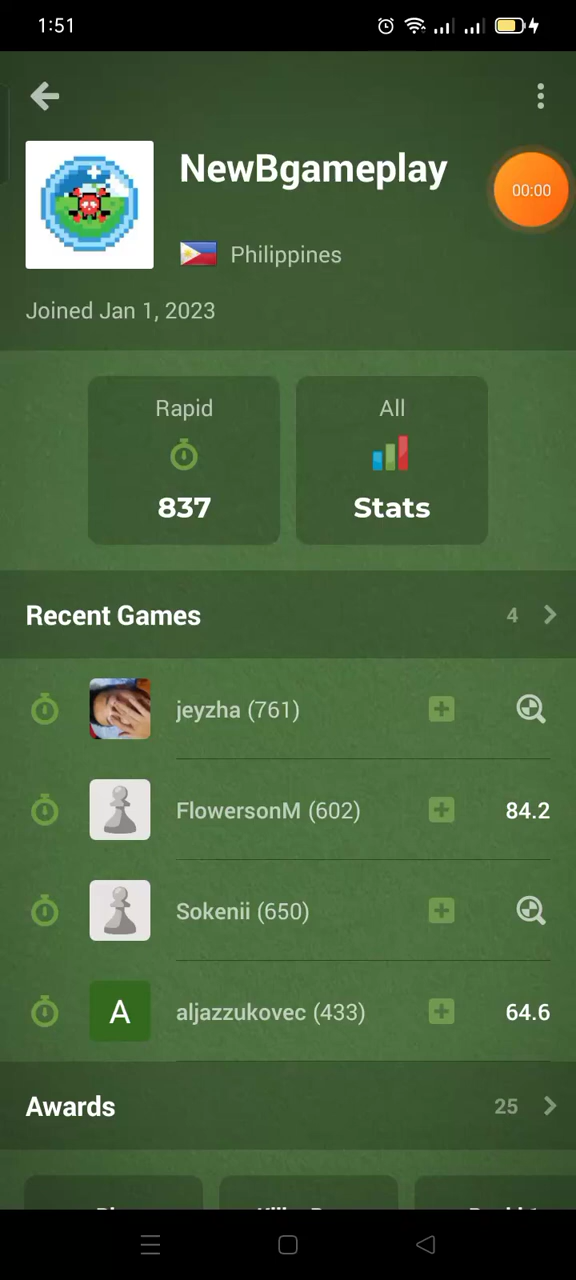 1:51
NewBgameplay
00:00
Philippines
Joined Jan 1, 2023
Rapid
All
837
Stats
Recent Games
4
jeyzha (761)
FlowersonM (602)
84.2
Sokenii (650)
A
aljazzukovec (433)
64.6
Awards
25